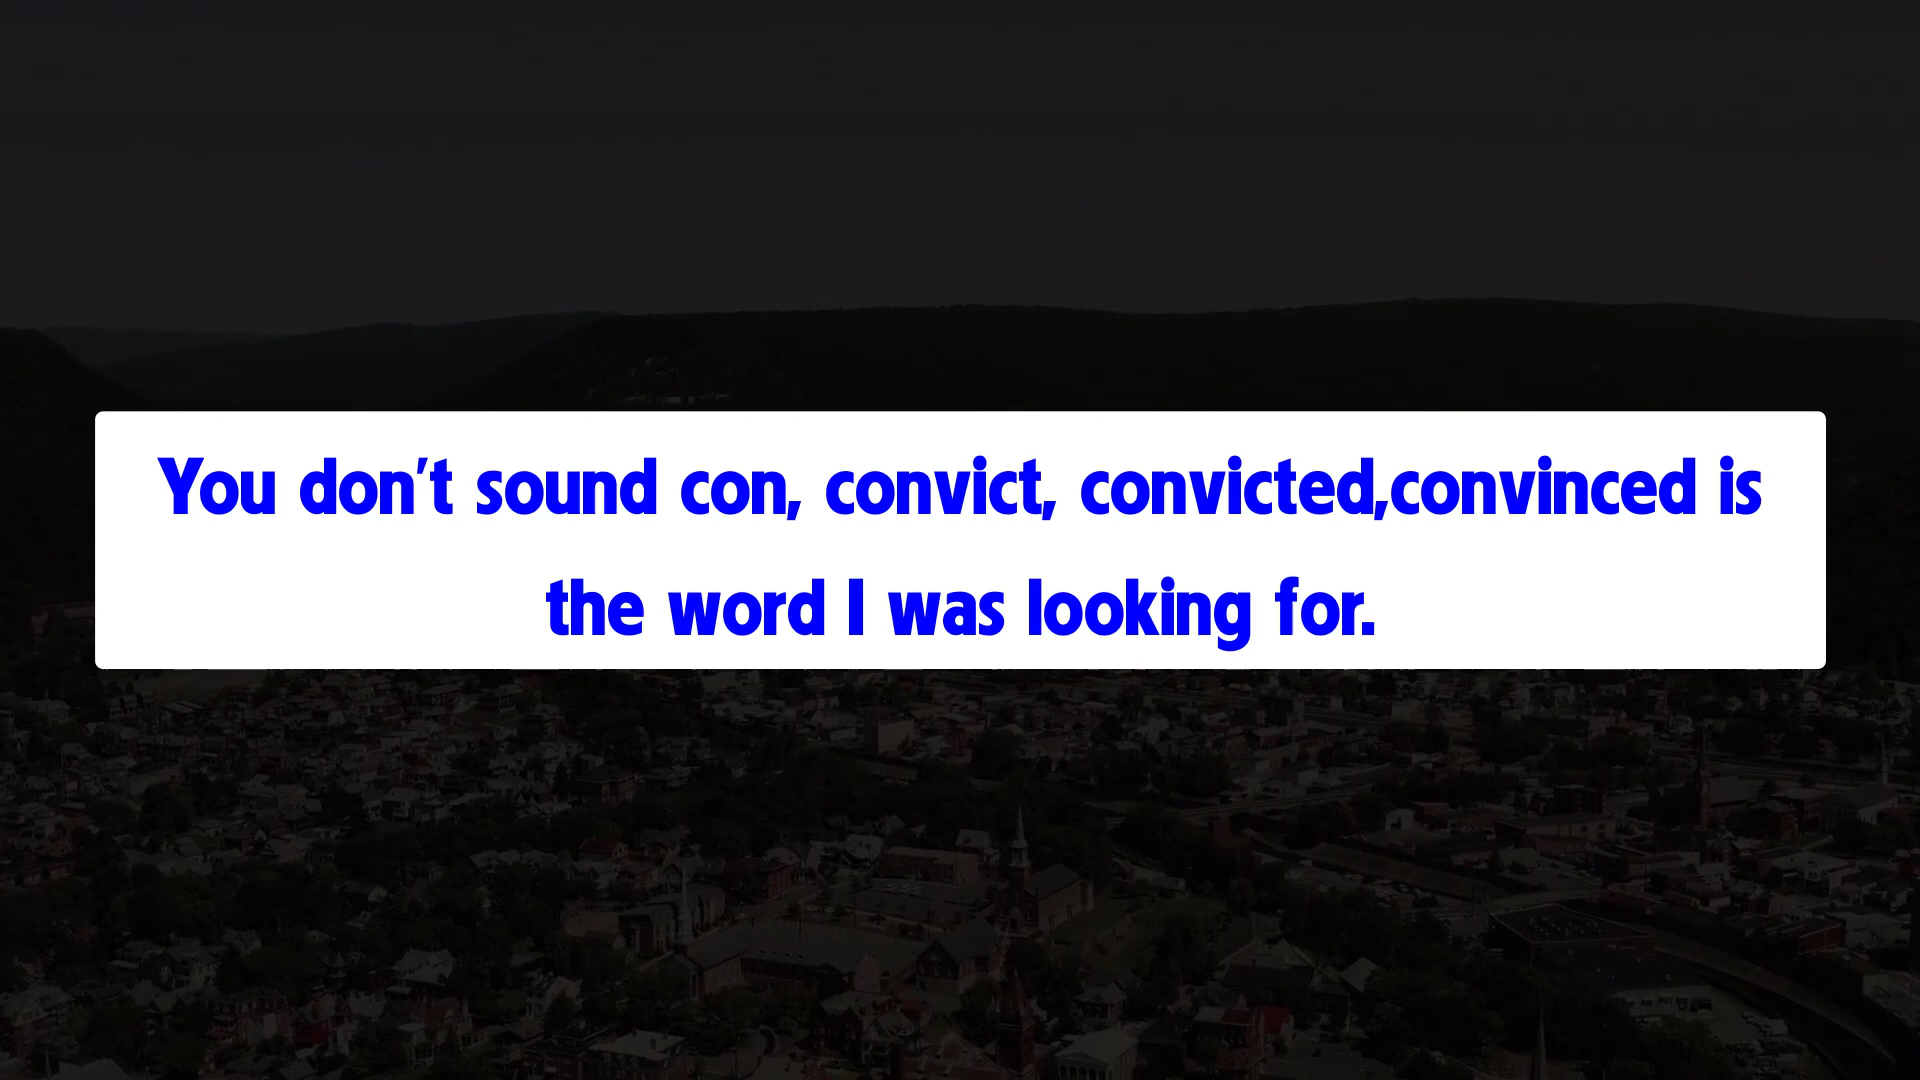 You don't sound con, convict, convicted,convinced is
the word I was looking for.